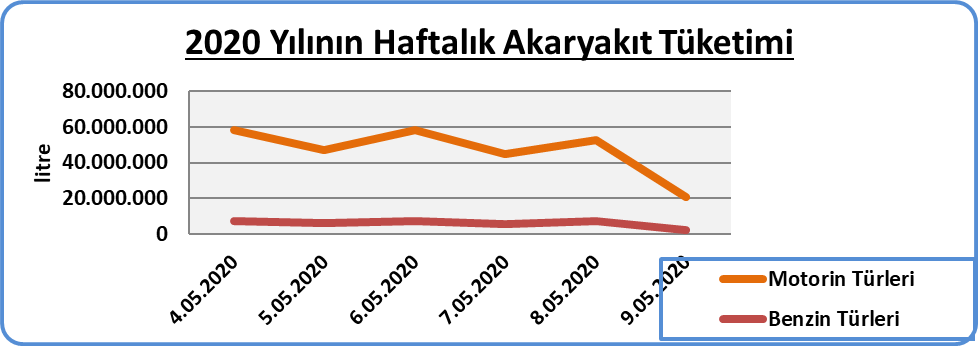 2020 Yılının Haftalık Akaryakıt Tüketimi
80.000.000
60.000.000
40.000.000
20.000.000
0
litre
4.05.2020
5.05.2020
6.05.2020
7.05.2020
8.05.2020
9.05.2020
Motorin Türleri
Benzin Türleri